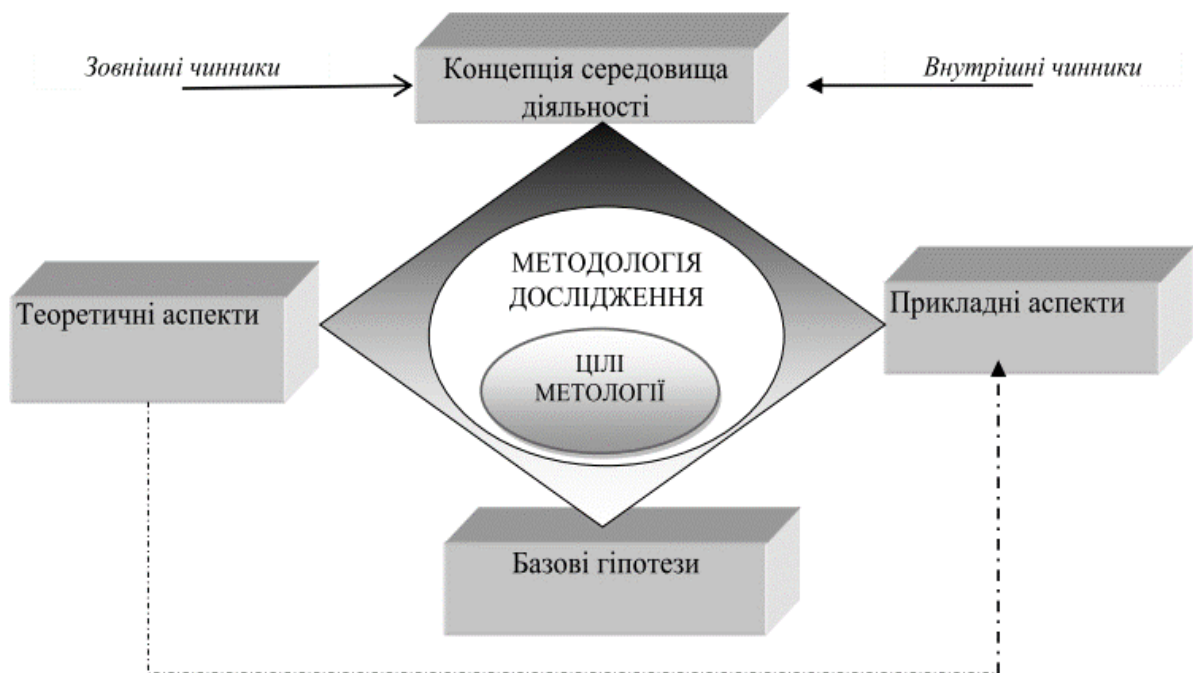 Зовнішні чинники
Концепція середовища
діяльності
Внутрішні чинники
МЕТОДОЛОГІЯ
ДОСЛІДЖЕННЯ
Теоретичні аспекти
Прикладні аспекти
ЦІЛІ
МЕТОЛОГІЇ
Базові гіпотези